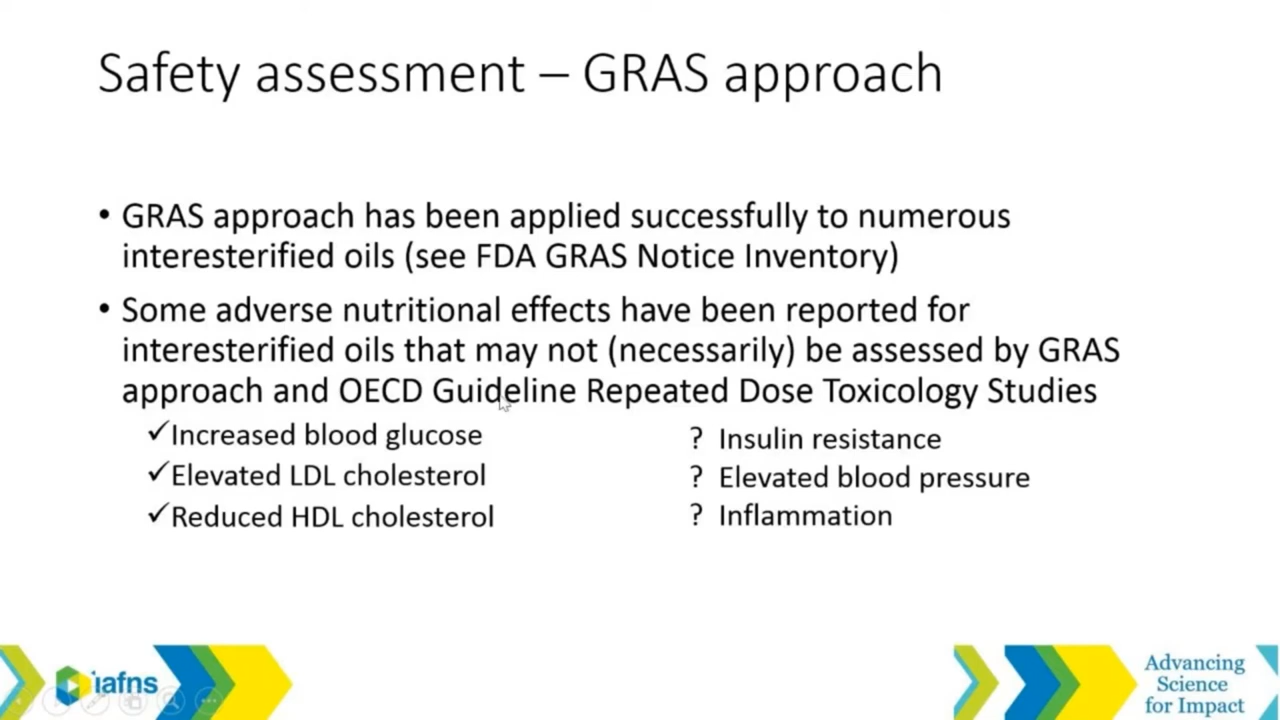 Safety assessment – GRAS approach
• GRAS approach has been applied successfully to numerous
interesterified oils (see FDA GRAS Notice Inventory)
• Some adverse nutritional effects have been reported for
interesterified oils that may not (necessarily) be assessed by GRAS
approach and OECD Guideline Repeated Dose Toxicology Studies
✓Increased blood glucose
✓Elevated LDL cholesterol
✓Reduced HDL cholesterol
? Insulin resistance
? Elevated blood pressure
? Inflammation
iafns
Advancing
Science
for Impact